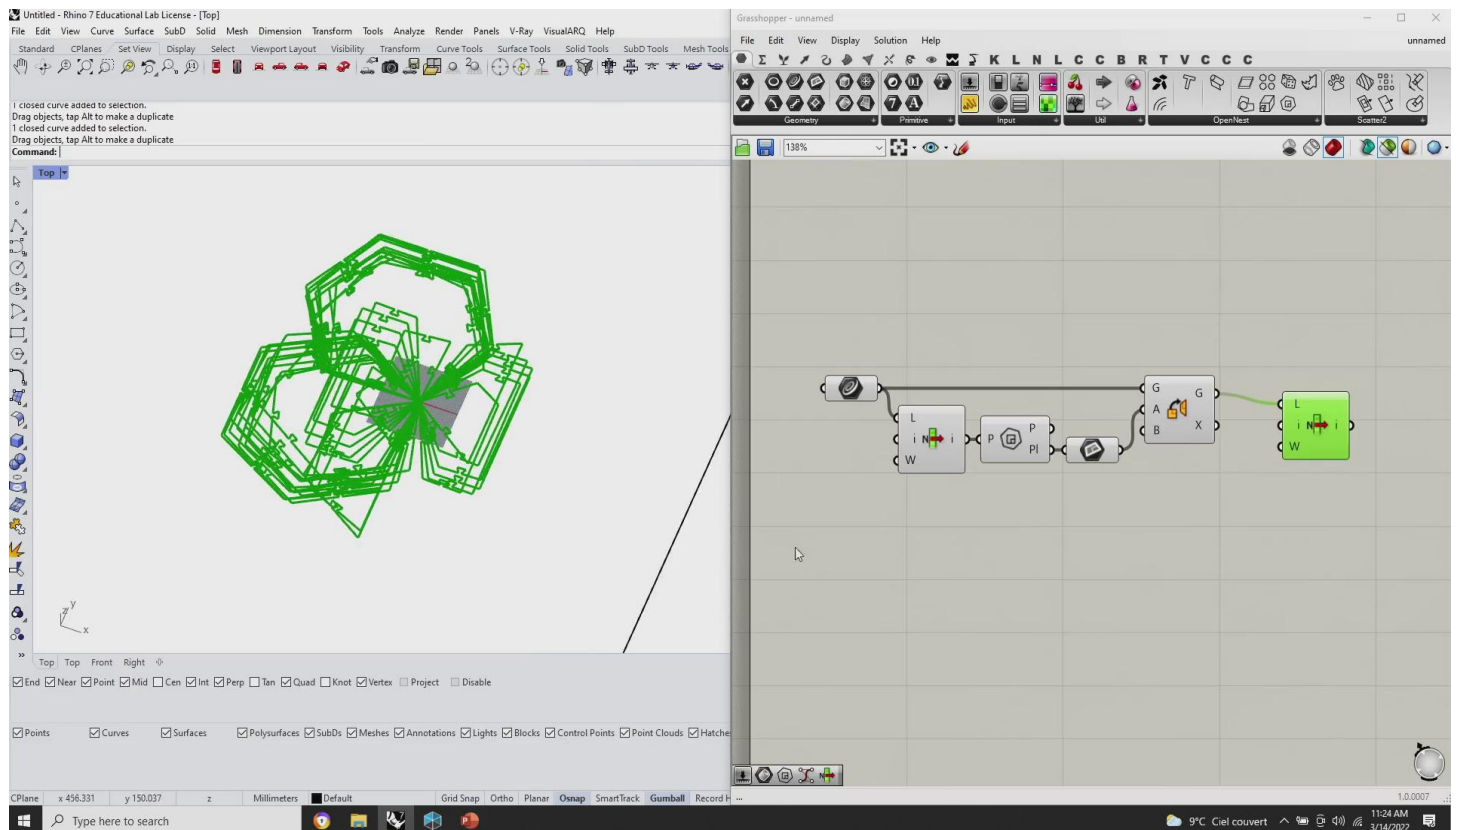 Untitled - Rhino 7 Educational Lab License - [Top]
File Edit View Curve Surface SubD Solid Mesh Dimension Transform Tools Analyze Render Panels V-Ray VisualARQ Help
Standard CPlanes Set View Display Select Viewport Layout Visibility Transform Curve Tools Surface Tools Solid Tools SubD Tools Mesh Tools
1 closed curve added to selection.
Drag objects, tap Alt to make a duplicate
1 closed curve added to selection.
Drag objects, tap Alt to make a duplicate
Command:
Top
y
z
x
Top Top Front Right
End Near Point Mid Cen Int Perp Tan Quad Knot Vertex Project Disable
Points Curves Surfaces Polysurfaces SubDs Meshes Annotations Lights Blocks Control Points Point Clouds Hatche
CPlane x 456.331 y 150.037 z Millimeters Default Grid Snap Ortho Planar Osnap SmartTrack Gumball Record H
Grasshopper - unnamed
File Edit View Display Solution Help unnamed
K L N L C C B R T V C C C
Geometry Primitive Input Util OpenNest Scatter2
138%
L
i N i
W
P P
Pl
G G
A
B X
L
i N i
W
...
1.0.0007
Type here to search
9°C Ciel couvert
11:24 AM
3/14/2022